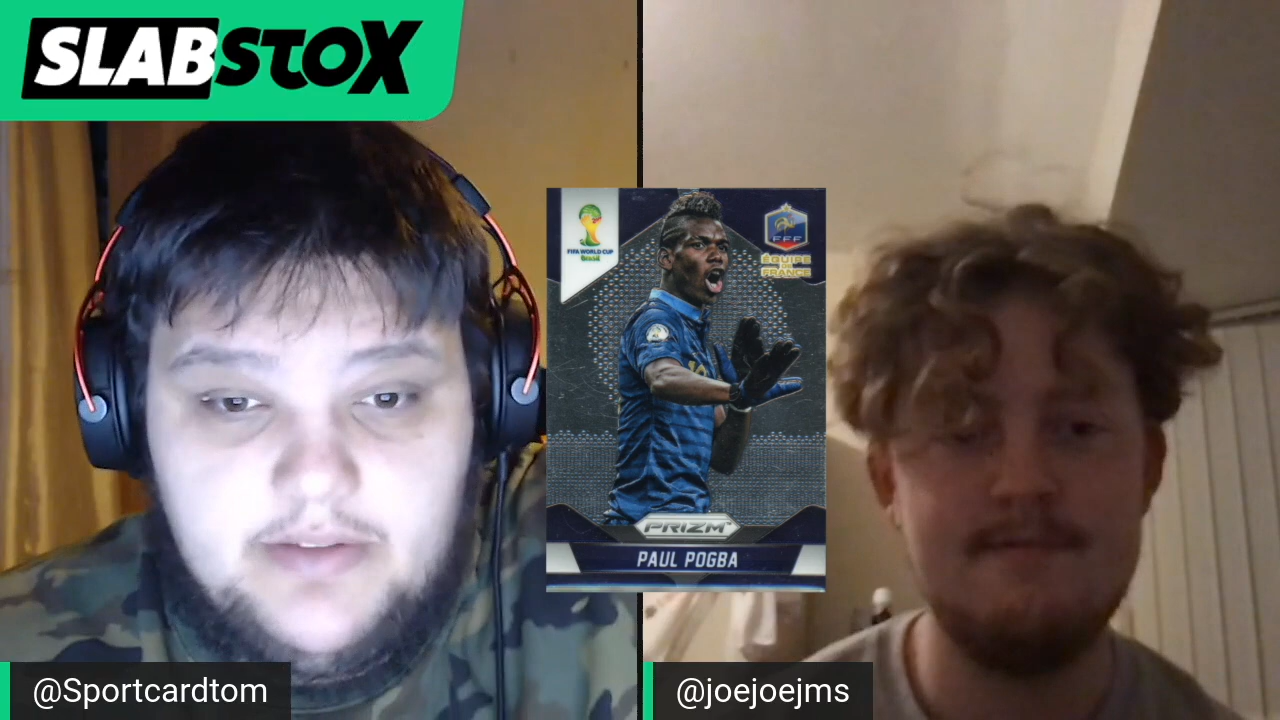 SLABSTOX
FIFA WORLD CUP
Brasil
FFF
ÉQUIPE
DE
FRANCE
PRIZM
PAUL POGBA
@Sportcardtom
@joejoejms